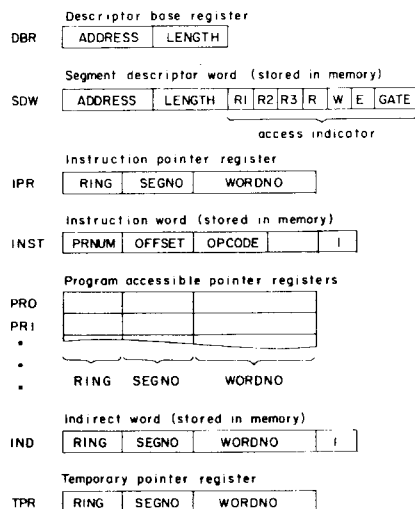 Descriptor base register
DBR ADDRESS LENGTH
Segment descriptor word (stored in memory)
SDW ADDRESS LENGTH R1 R2 R3 R W E GATE
access indicator
Instruction pointer register
IPR RING SEGNO WORDNO
Instruction word (stored in memory)
INST PRNUM OFFSET OPCODE I
Program accessible pointer registers
PR0
PR1
RING SEGNO WORDNO
Indirect word (stored in memory)
IND RING SEGNO WORDNO I
Temporary pointer register
TPR RING SEGNO WORDNO